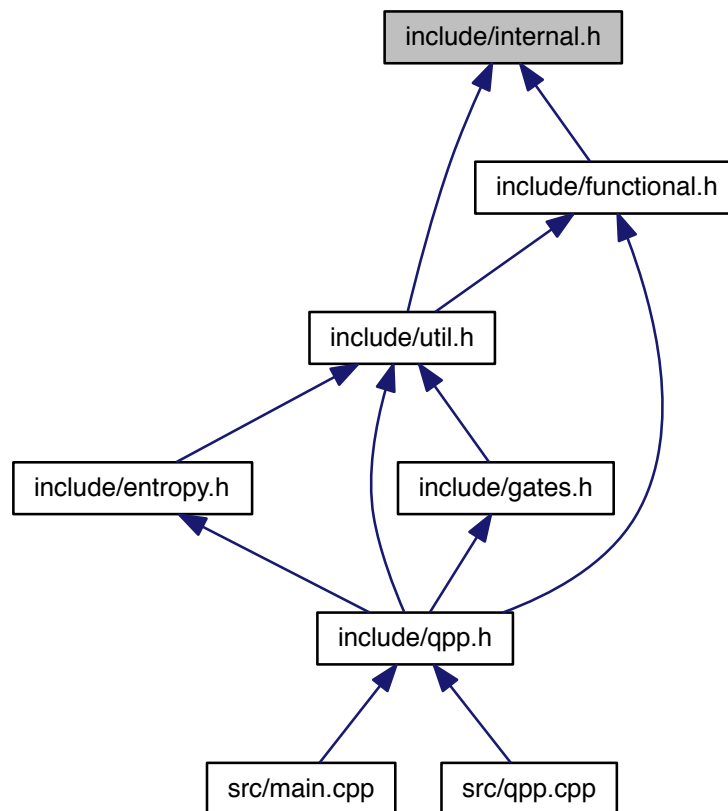 include/internal.h
include/functional.h
include/util.h
include/entropy.h
include/gates.h
include/qpp.h
src/main.cpp
src/qpp.cpp